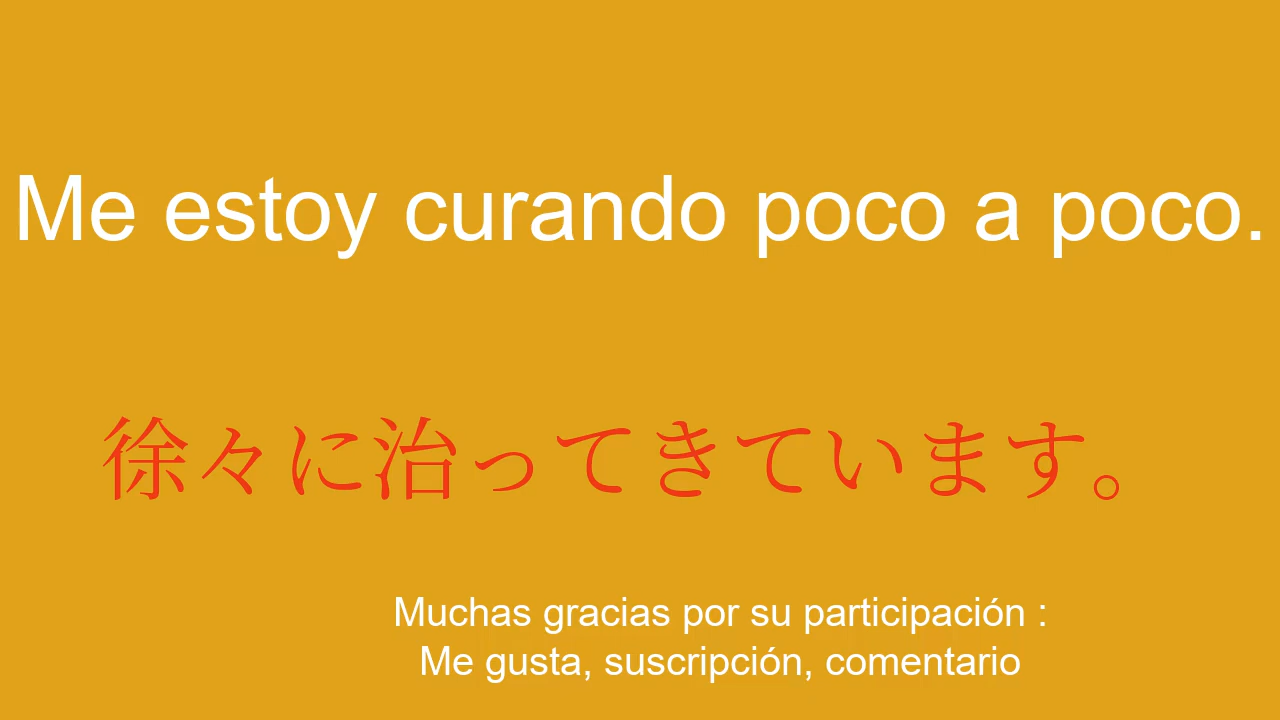 Me estoy curando poco a poco.
徐々に治ってきています。
Muchas gracias por su participación :
Me gusta, suscripción, comentario